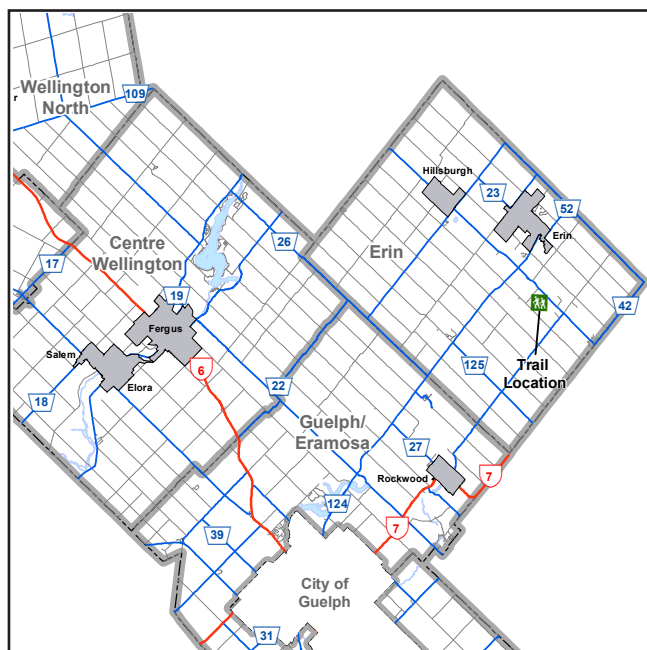 Wellington
North
r
109
Hillsburgh
23
52
Erin
Erin
Centre
Wellington
26
17
19
Fergus
42
Trail
Location
125
Salem
Elora
6
22
18
Guelph/
Eramosa
27
Rockwood
7
7
124
39
City of
Guelph
31